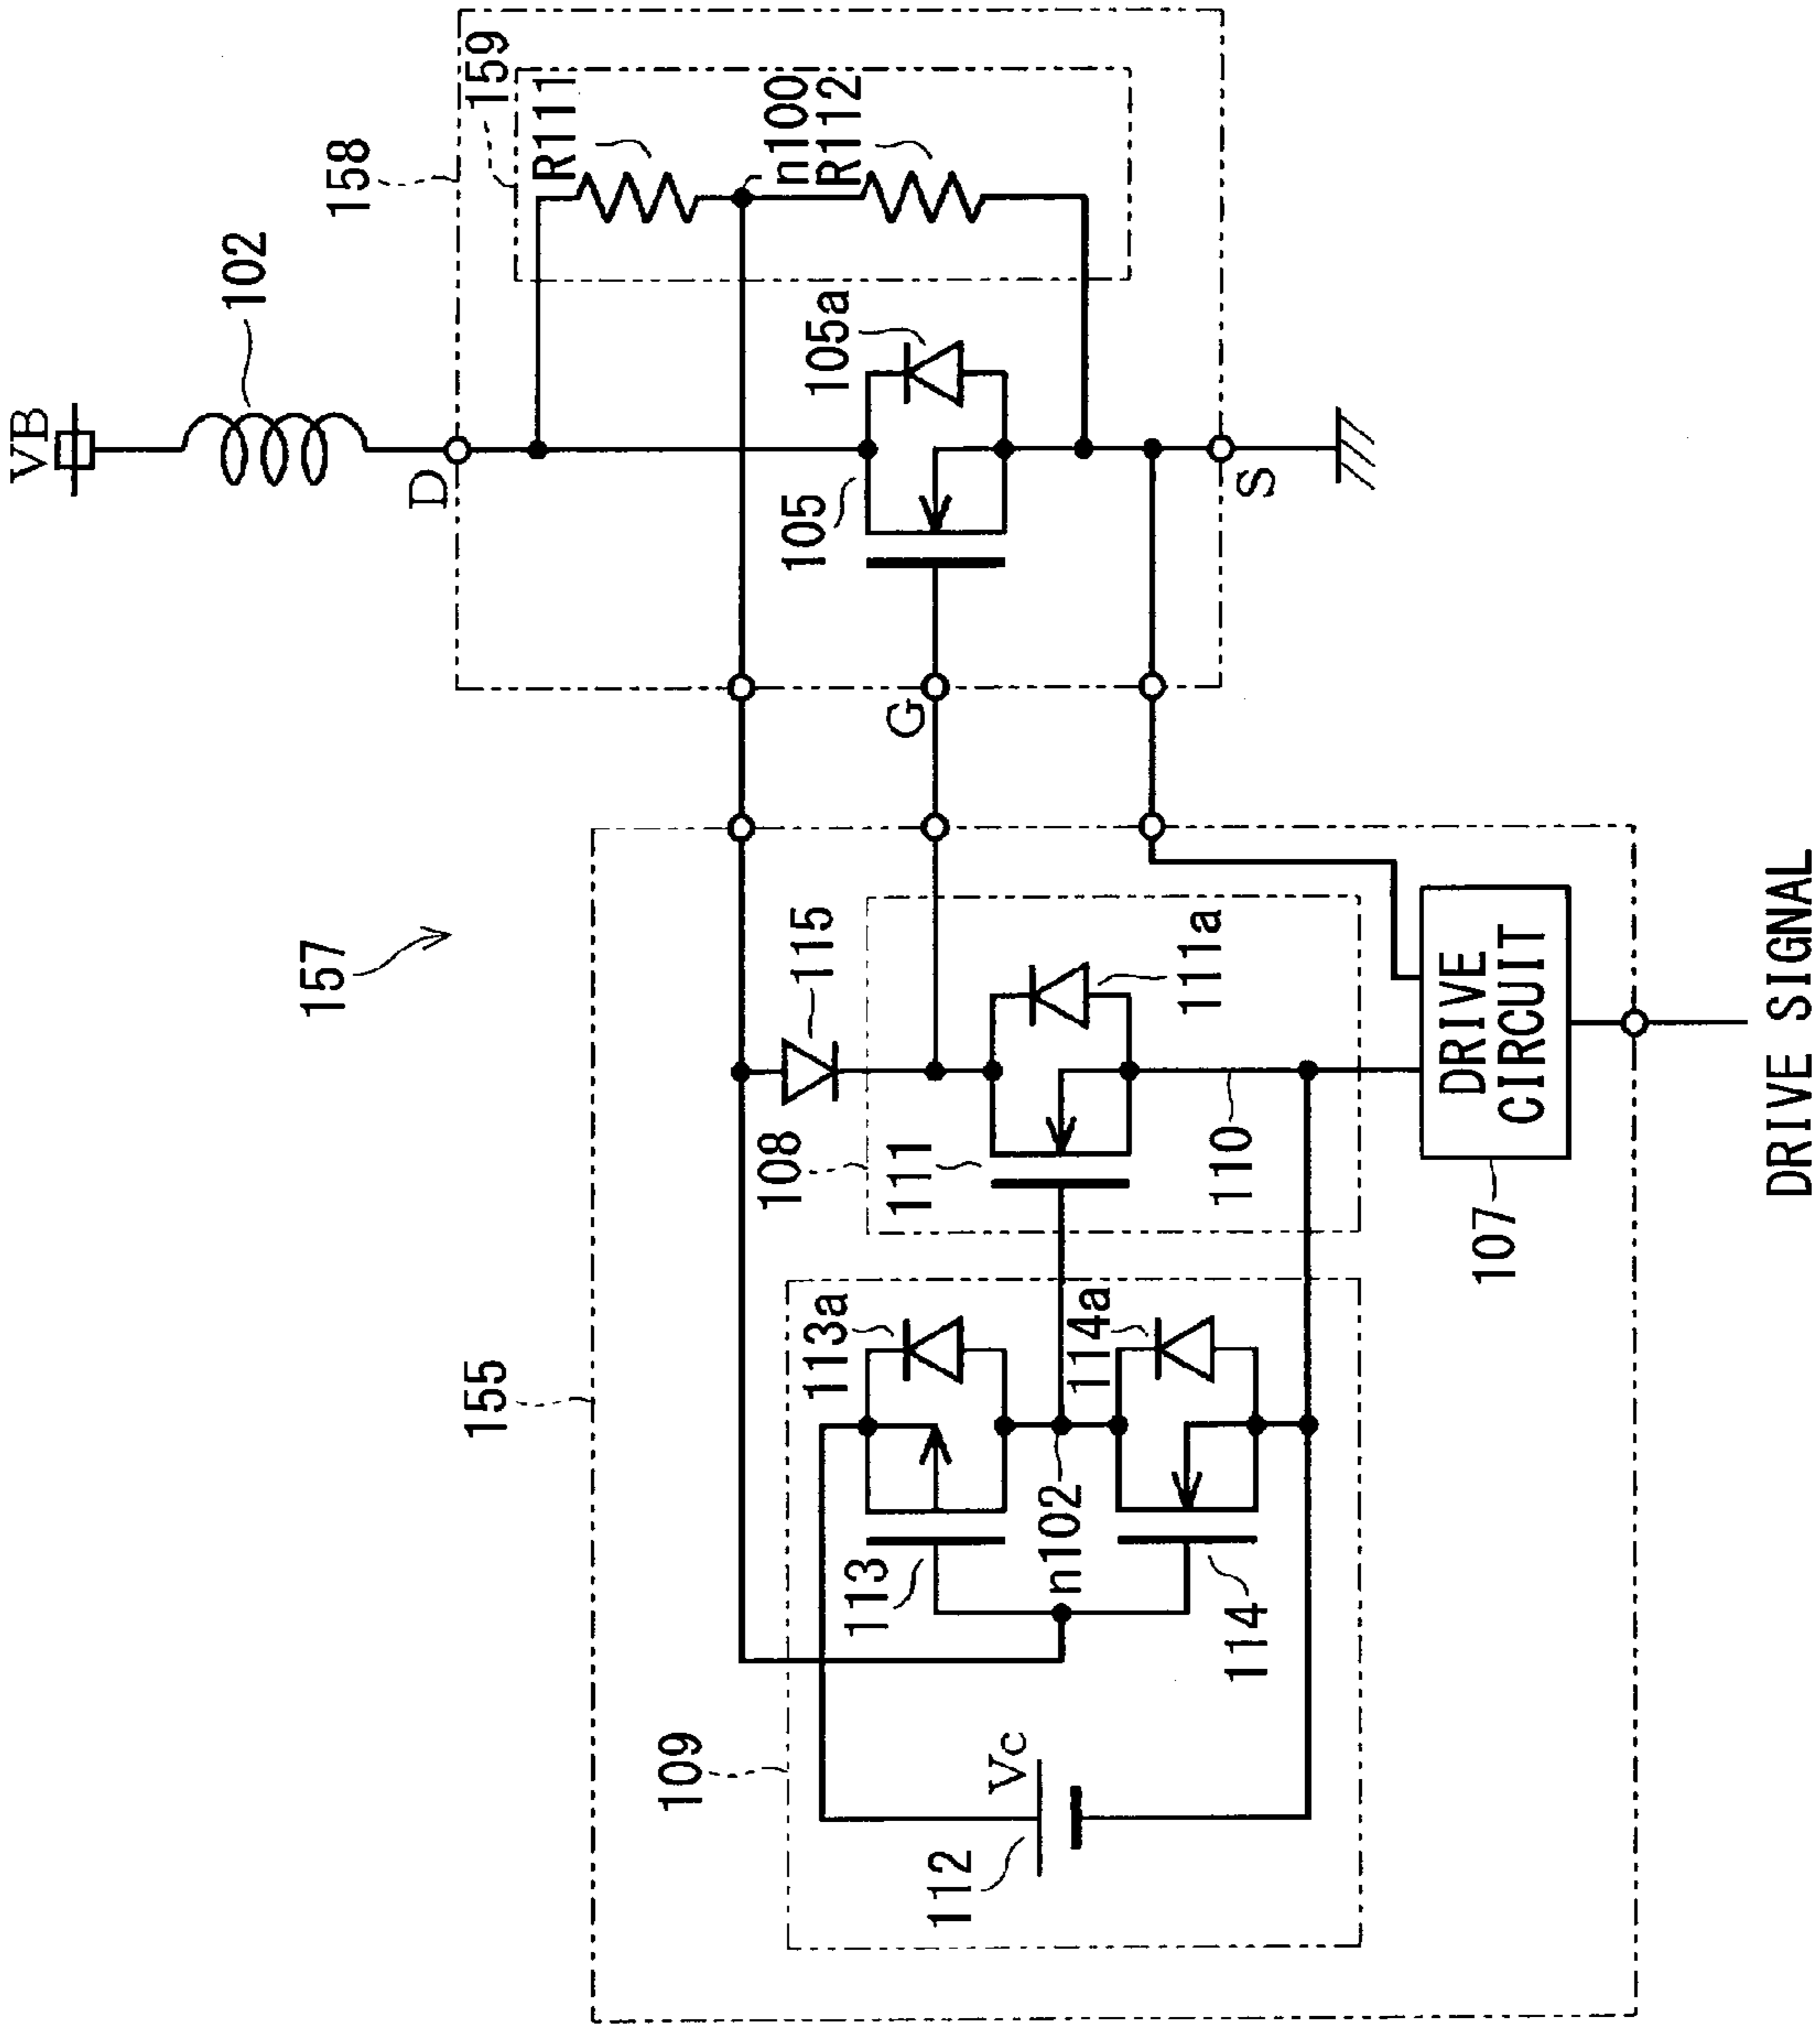 VB
102
D
158
159
R111
n100
R112
105a
105
S
G
157
155
115
108
111
111a
110
DRIVE
CIRCUIT
107
DRIVE SIGNAL
109
113a
113
n102
114a
114
Vc
112